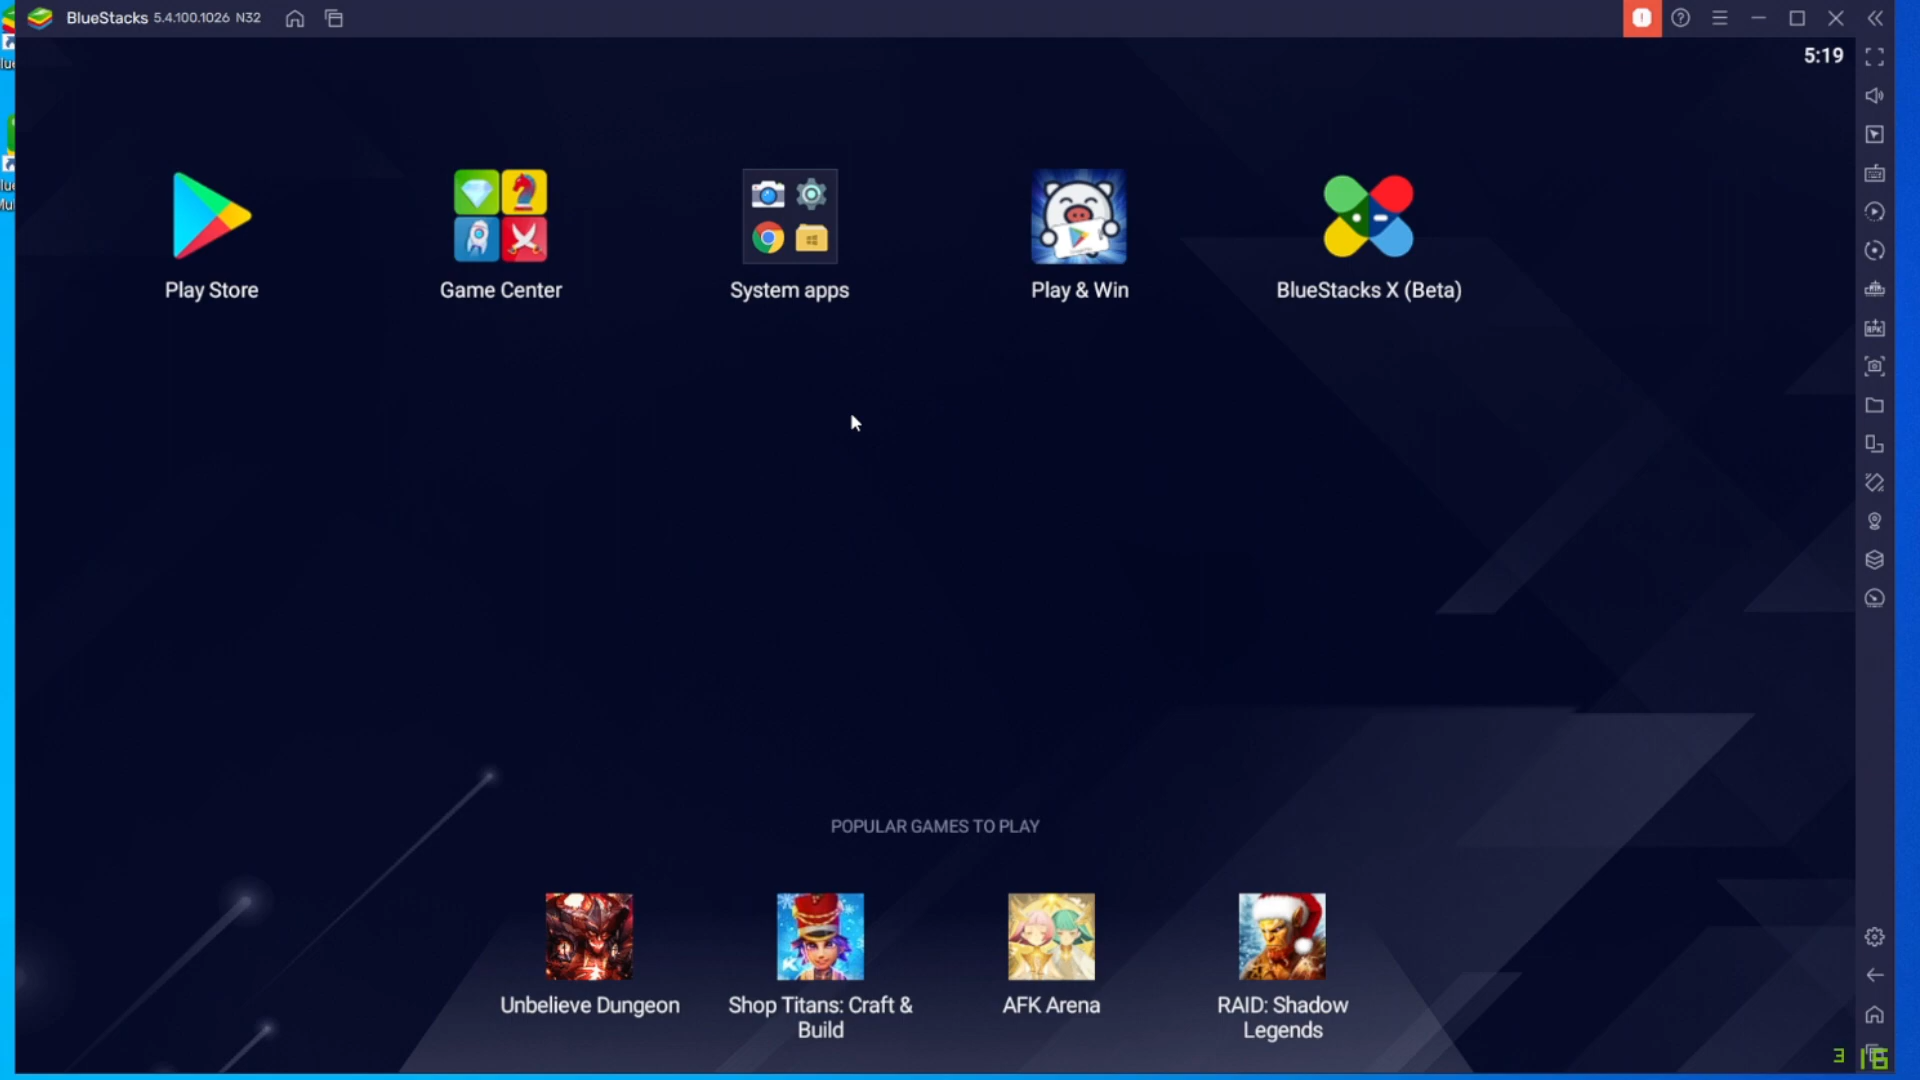 BlueStacks 5.4.100.1026 N32
5:19
Play Store
Game Center
System apps
Play & Win
BlueStacks X (Beta)
POPULAR GAMES TO PLAY
Unbelieve Dungeon
Shop Titans: Craft &
Build
AFK Arena
RAID: Shadow
Legends
3